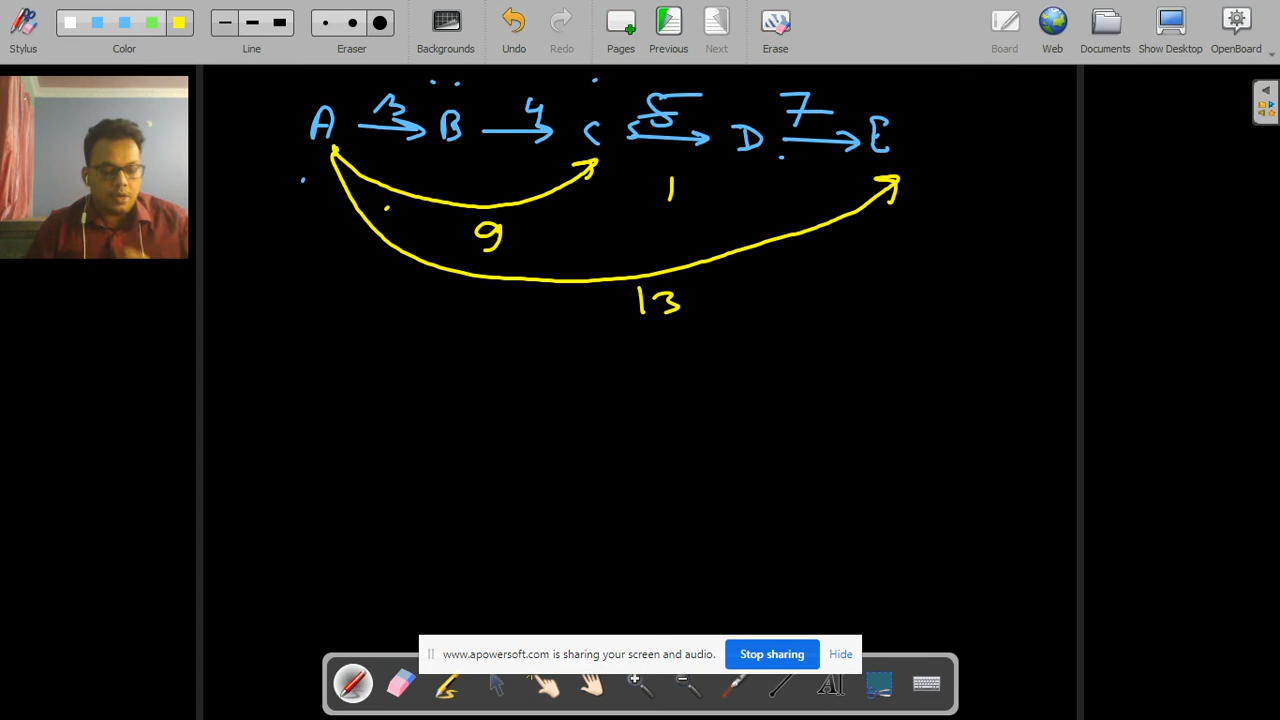 Stylus
Color
Line
Eraser
Backgrounds
Undo
Redo
Pages
Previous
Next
Erase
Board
Web
Documents
Show Desktop
OpenBoard
3 4 5 7
A → B → C → D → E
1
9
13
www.apowersoft.com is sharing your screen and audio. Stop sharing Hide
AI